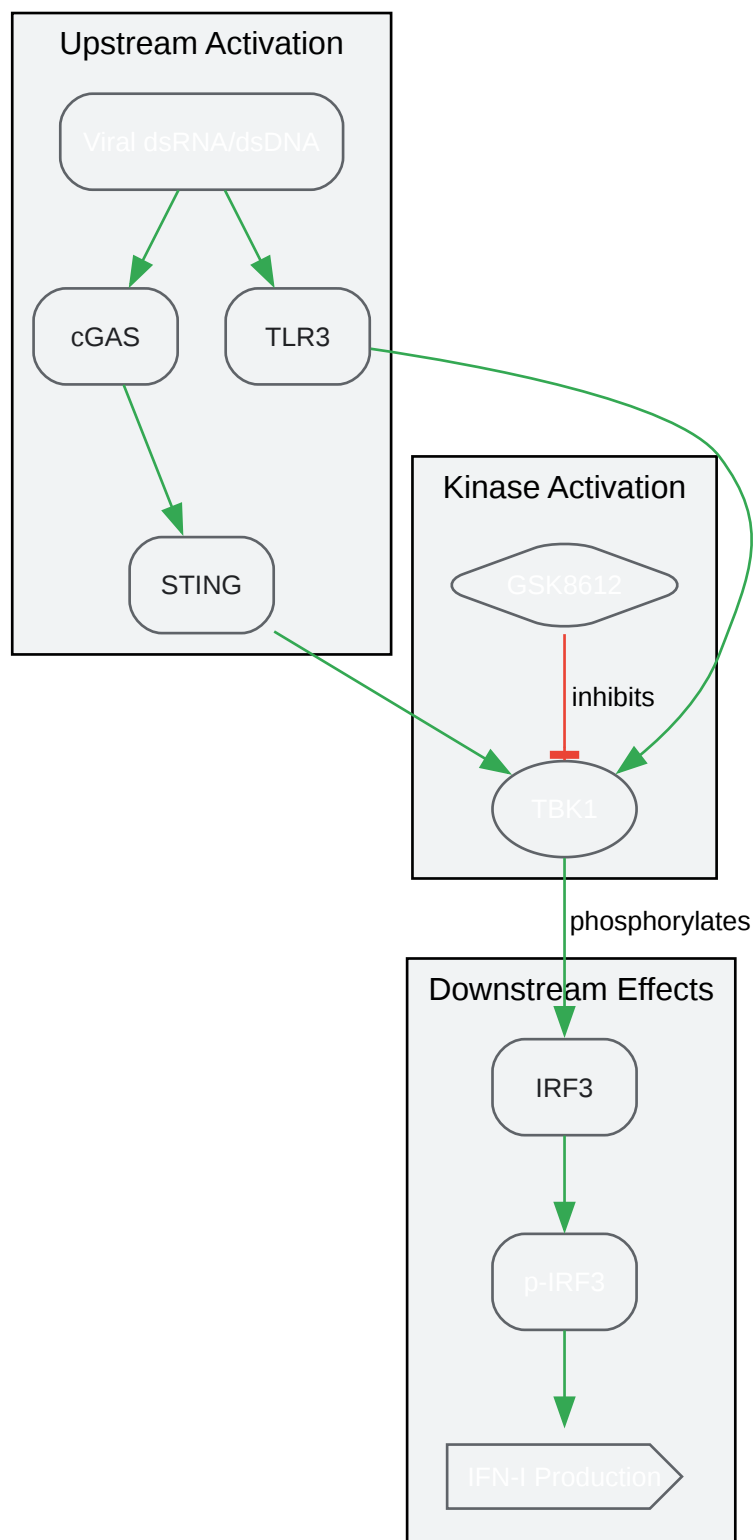 Upstream Activation
Viral dsRNA/dsDNA
cGAS
TLR3
STING
Kinase Activation
GSK8612
inhibits
TBK1
phosphorylates
Downstream Effects
IRF3
p-IRF3
IFN-I Production